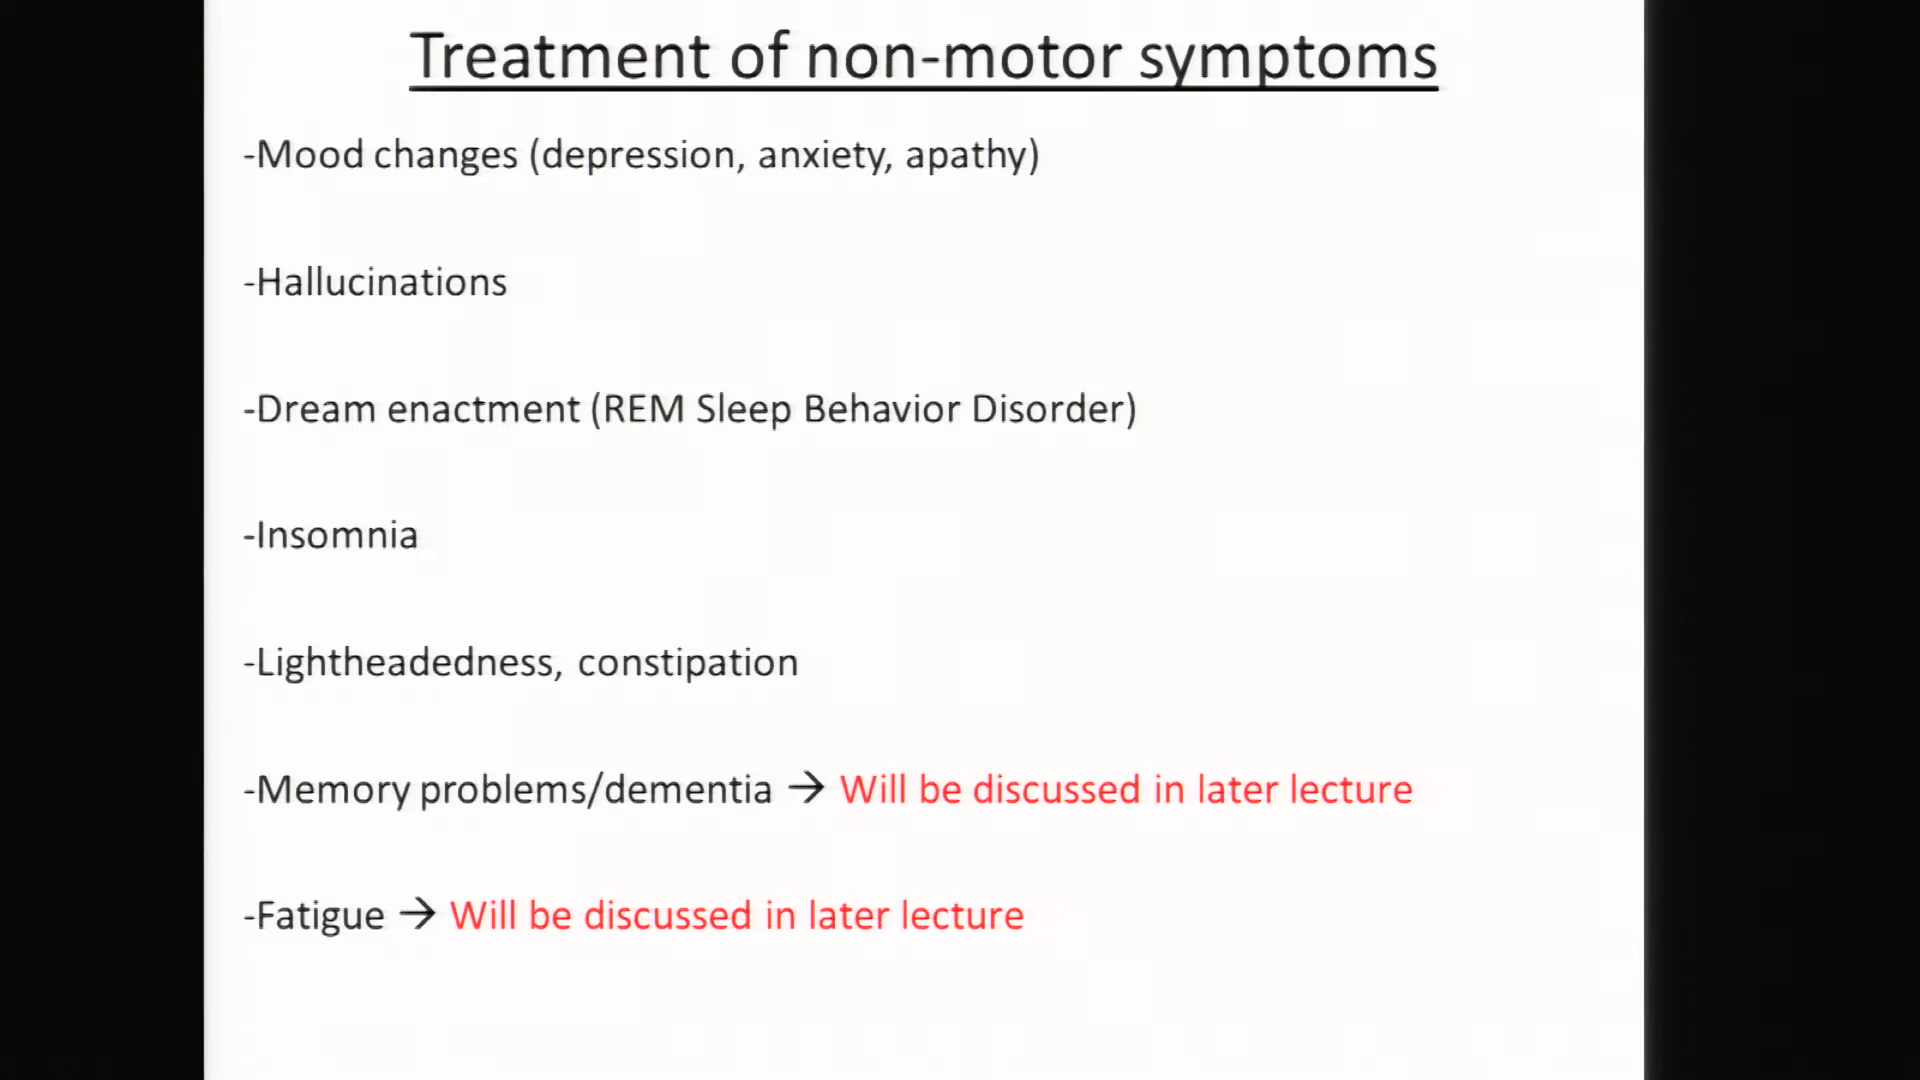 Treatment of non-motor symptoms
-Mood changes (depression, anxiety, apathy)
-Hallucinations
-Dream enactment (REM Sleep Behavior Disorder)
-Insomnia
-Lightheadedness, constipation
-Memory problems/dementia → Will be discussed in later lecture
-Fatigue → Will be discussed in later lecture